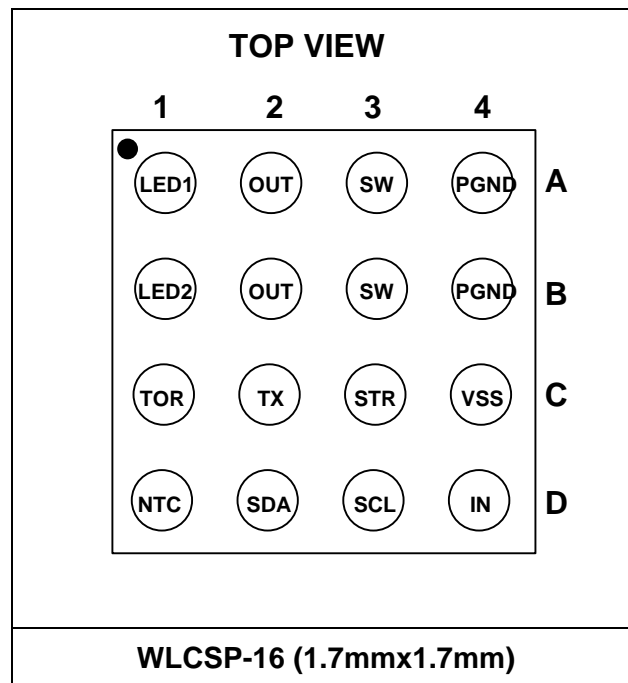 TOP VIEW
1 2 3 4
LED1 OUT SW PGND A
LED2 OUT SW PGND B
TOR TX STR VSS C
NTC SDA SCL IN D
WLCSP-16 (1.7mmx1.7mm)